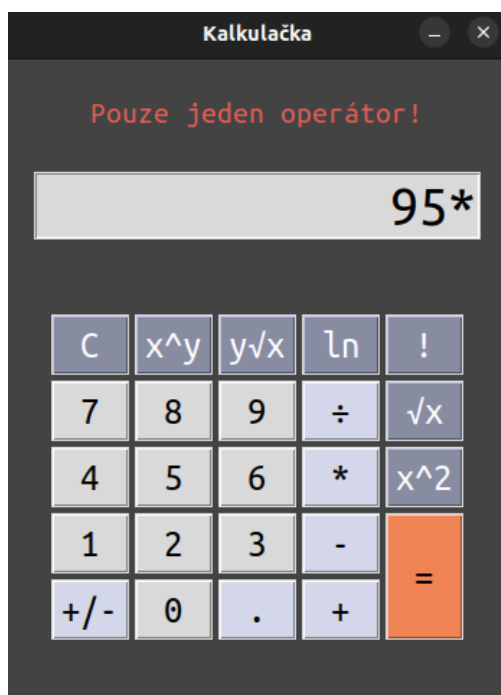 Kalkulačka
Pouze jeden operátor!
95*
C x^y y√x ln !
7 8 9 ÷ √x
4 5 6 * x^2
1 2 3 - =
+/- 0 . +